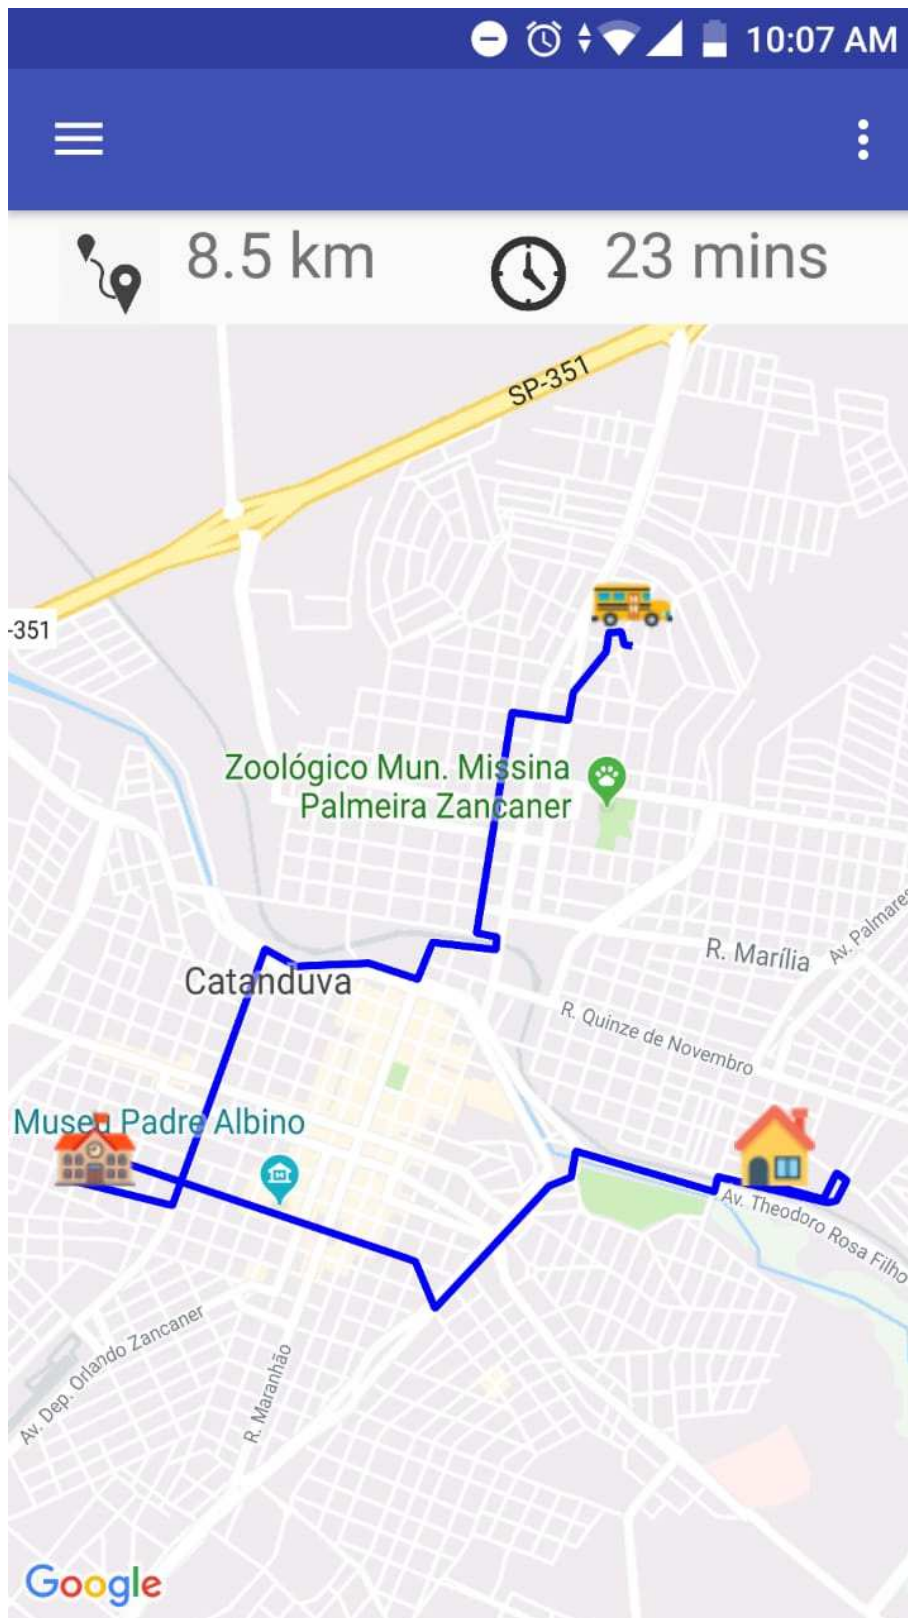 10:07 AM
8.5 km
23 mins
SP-351
-351
Zoológico Mun. Missina
Palmeira Zancaner
R. Marília
Av. Palmares
Catanduva
R. Quinze de Novembro
Museu Padre Albino
Av. Theodoro Rosa Filho
Av. Dep. Orlando Zancaner
R. Maranhão
Google